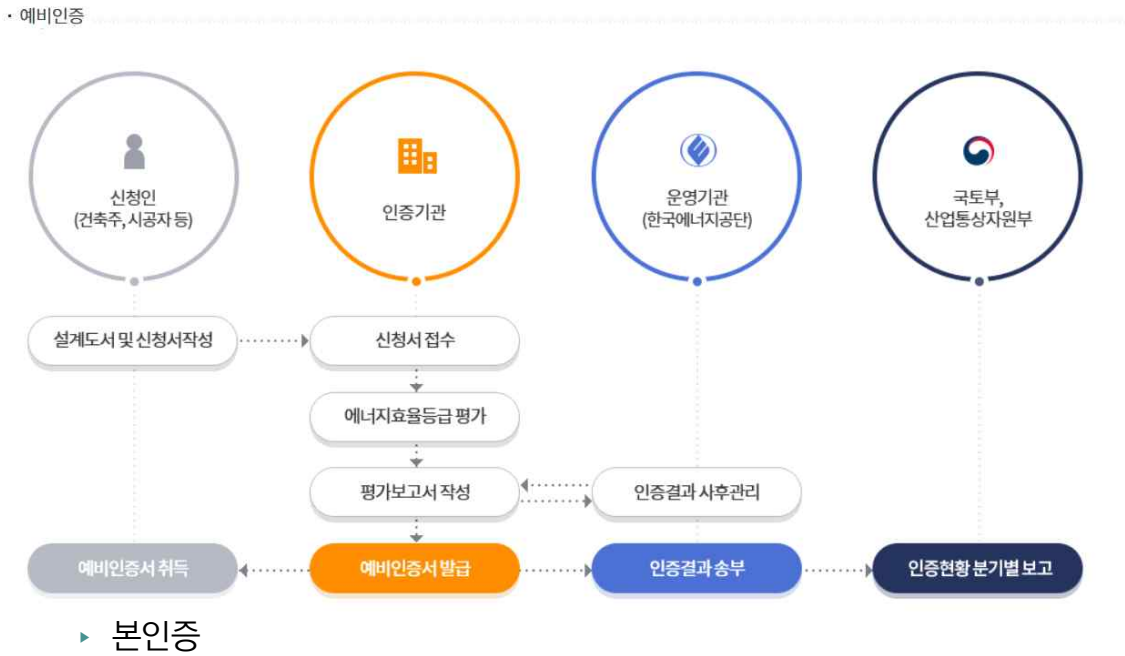 · 예비인증
신청인
(건축주, 시공자 등)
인증기관
운영기관
(한국에너지공단)
국토부,
산업통상자원부
설계도서 및 신청서작성
신청서 접수
에너지효율등급 평가
평가보고서 작성
인증결과 사후관리
예비인증서 취득
예비인증서 발급
인증결과 송부
인증현황 분기별 보고
▸ 본인증